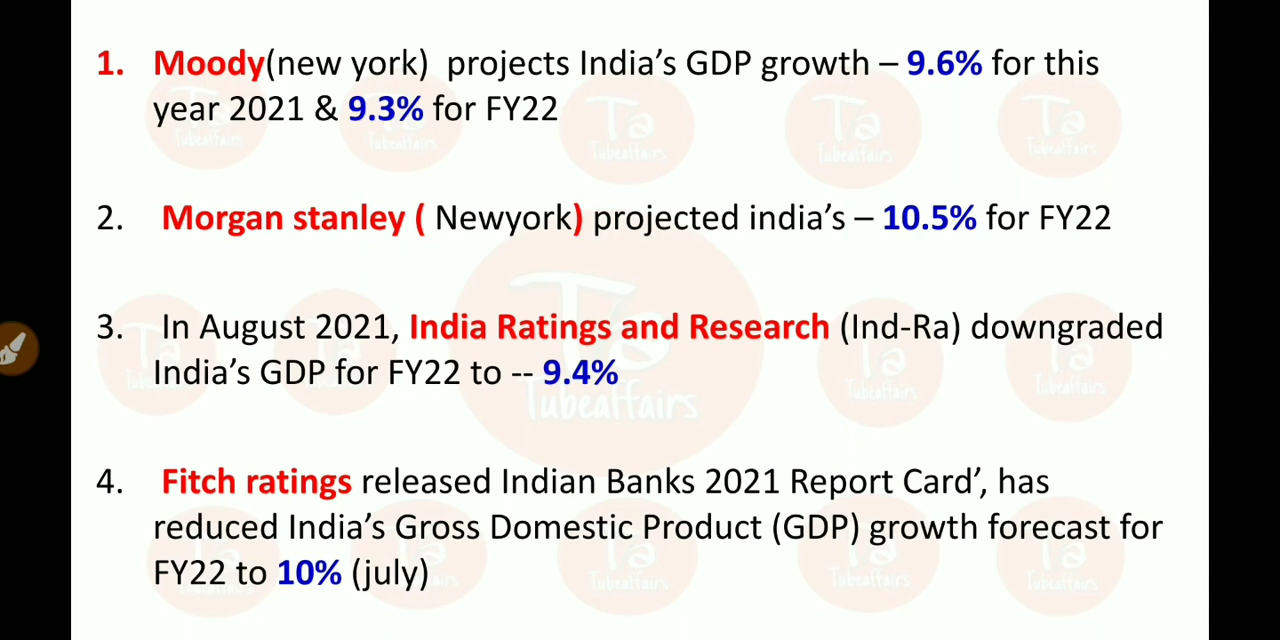 1. Moody(new york) projects India's GDP growth – 9.6% for this
year 2021 & 9.3% for FY22
2. Morgan stanley ( Newyork) projected india's – 10.5% for FY22
3. In August 2021, India Ratings and Research (Ind-Ra) downgraded
India's GDP for FY22 to -- 9.4%
4. Fitch ratings released Indian Banks 2021 Report Card', has
reduced India's Gross Domestic Product (GDP) growth forecast for
FY22 to 10% (july)
Ta
Tubeaffairs